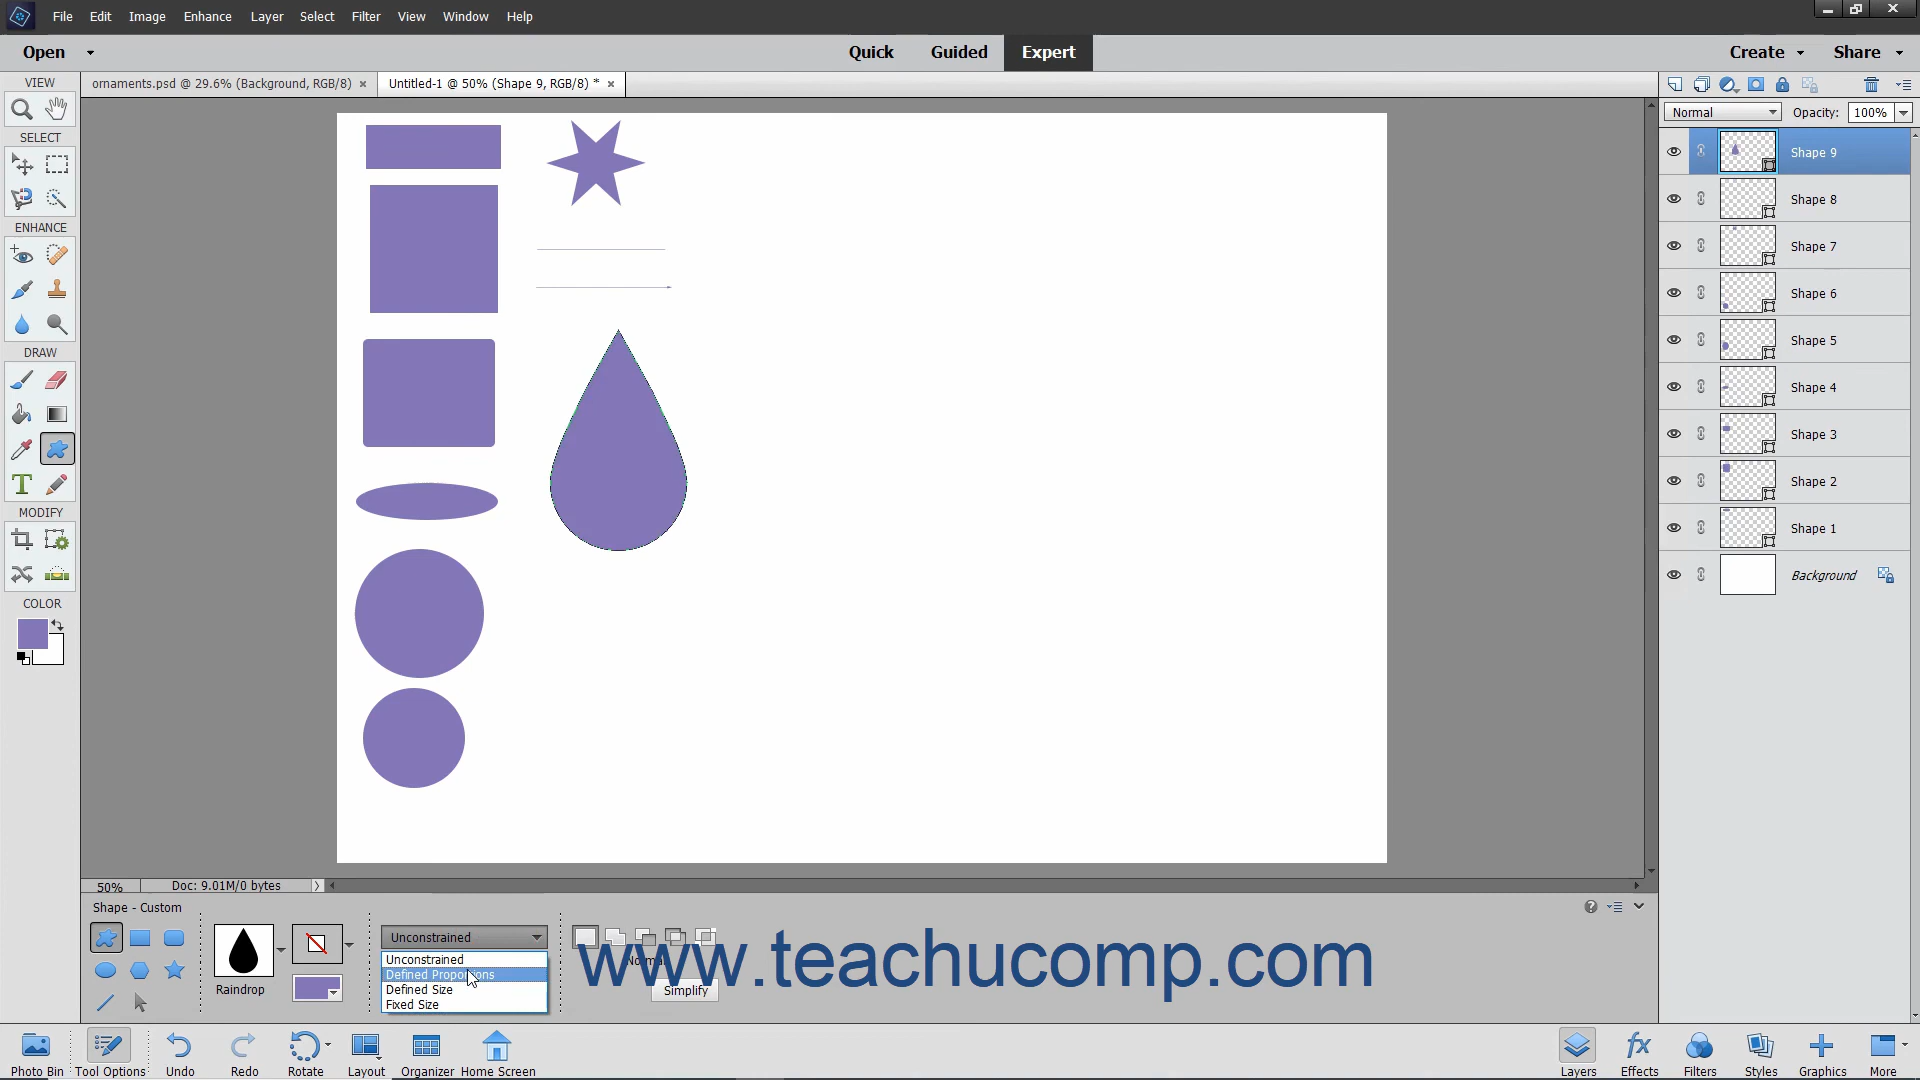 File Edit Image Enhance Layer Select Filter View Window Help
Open Quick Guided Expert Create Share
ornaments.psd @ 29.6% (Background, RGB/8) × Untitled-1 @ 50% (Shape 9, RGB/8) * ×
VIEW
SELECT
ENHANCE
DRAW
T
MODIFY
COLOR
Normal Opacity: 100%
Shape 9
Shape 8
Shape 7
Shape 6
Shape 5
Shape 4
Shape 3
Shape 2
Shape 1
Background
50% Doc: 9.01M/0 bytes
Shape - Custom
Raindrop
Unconstrained
Unconstrained
Defined Proportions
Defined Size
Fixed Size
Normal
Simplify
www.teachucomp.com
Photo Bin Tool Options Undo Redo Rotate Layout Organizer Home Screen
fx
Layers Effects Filters Styles Graphics More